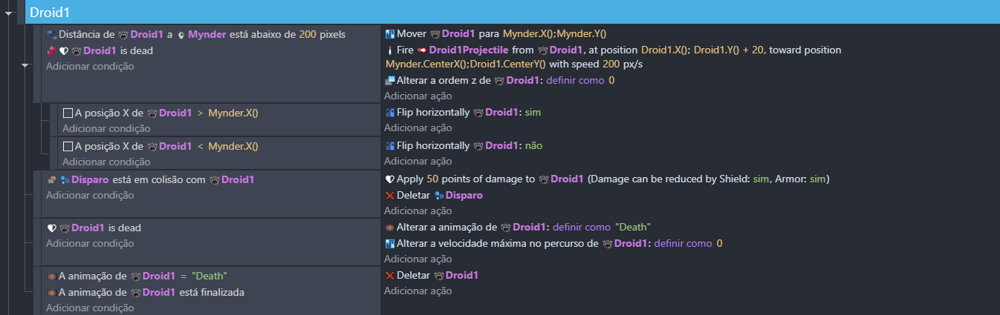 Droid1
Distância de Droid1 a Mynder está abaixo de 200 pixels
Droid1 is dead
Adicionar condição
Mover Droid1 para Mynder.X();Mynder.Y()
Fire Droid1Projectile from Droid1, at position Droid1.X(); Droid1.Y() + 20, toward position
Mynder.CenterX();Droid1.CenterY() with speed 200 px/s
Alterar a ordem z de Droid1: definir como 0
Adicionar ação
A posição X de Droid1 > Mynder.X()
Adicionar condição
Flip horizontally Droid1: sim
Adicionar ação
A posição X de Droid1 < Mynder.X()
Adicionar condição
Flip horizontally Droid1: não
Adicionar ação
Disparo está em colisão com Droid1
Adicionar condição
Apply 50 points of damage to Droid1 (Damage can be reduced by Shield: sim, Armor: sim)
Deletar Disparo
Adicionar ação
Droid1 is dead
Adicionar condição
Alterar a animação de Droid1: definir como "Death"
Alterar a velocidade máxima no percurso de Droid1: definir como 0
Adicionar ação
A animação de Droid1 = "Death"
A animação de Droid1 está finalizada
Adicionar condição
Deletar Droid1
Adicionar ação